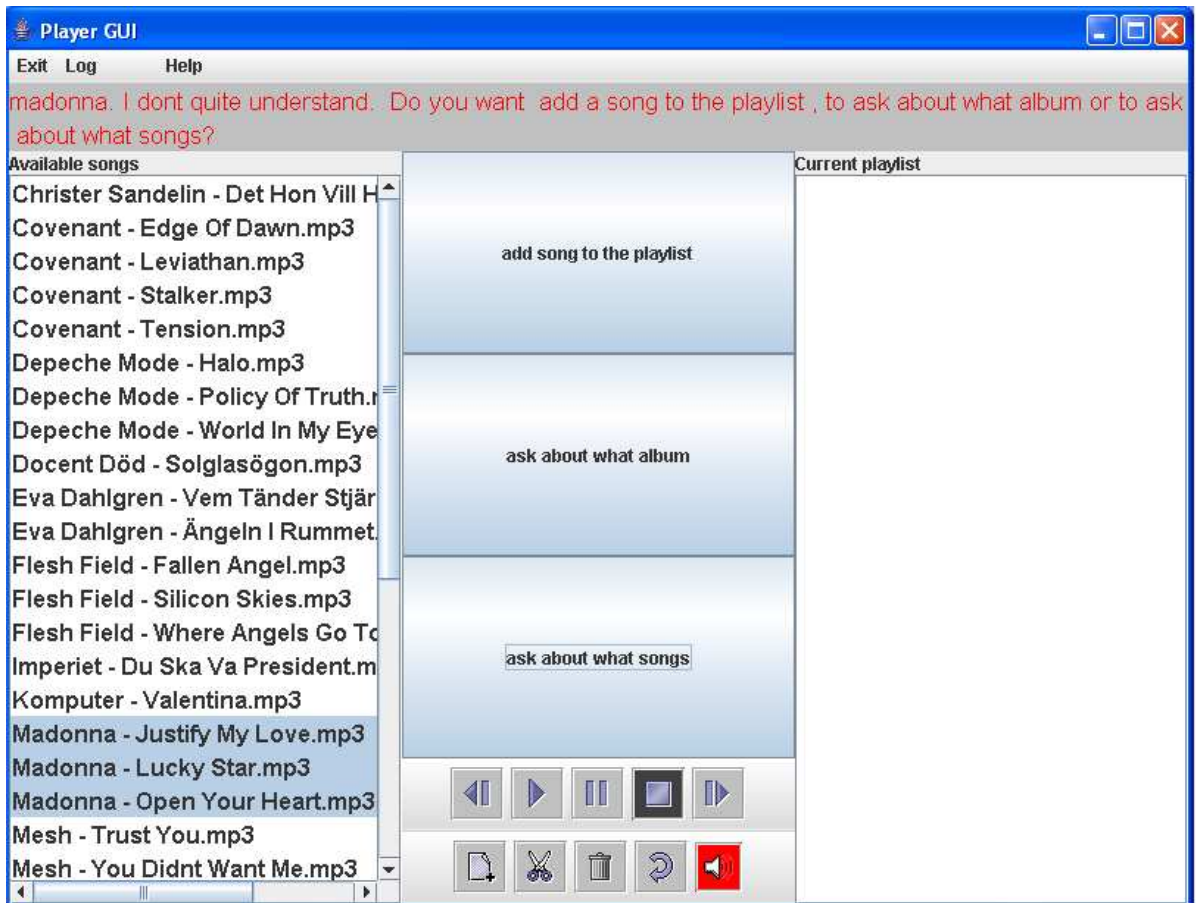 Player GUI
Exit Log Help
madonna. I dont quite understand. Do you want add a song to the playlist , to ask about what album or to ask
about what songs?
Available songs
Christer Sandelin - Det Hon Vill H
Covenant - Edge Of Dawn.mp3
Covenant - Leviathan.mp3
Covenant - Stalker.mp3
Covenant - Tension.mp3
Depeche Mode - Halo.mp3
Depeche Mode - Policy Of Truth.
Depeche Mode - World In My Eye
Docent Död - Solglasögon.mp3
Eva Dahlgren - Vem Tänder Stjär
Eva Dahlgren - Ängeln I Rummet.
Flesh Field - Fallen Angel.mp3
Flesh Field - Silicon Skies.mp3
Flesh Field - Where Angels Go To
Imperiet - Du Ska Va President.m
Komputer - Valentina.mp3
Madonna - Justify My Love.mp3
Madonna - Lucky Star.mp3
Madonna - Open Your Heart.mp3
Mesh - Trust You.mp3
Mesh - You Didnt Want Me.mp3
add song to the playlist
ask about what album
ask about what songs
Current playlist